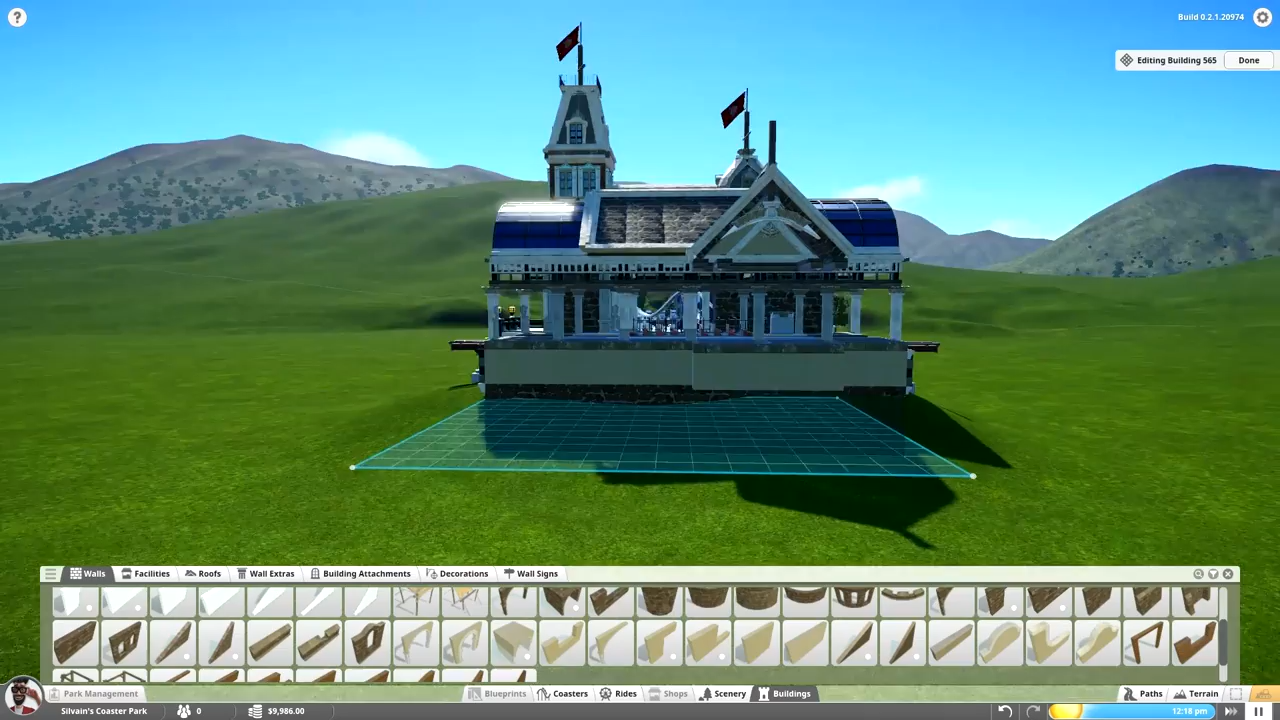 ?
Build 0.2.1.20974
Editing Building 565
Done
Walls
Facilities
Roofs
Wall Extras
Building Attachments
Decorations
Wall Signs
Park Management
Blueprints
Coasters
Rides
Shops
Scenery
Buildings
Paths
Terrain
Silvain's Coaster Park
0
$9,986.00
12:18 pm